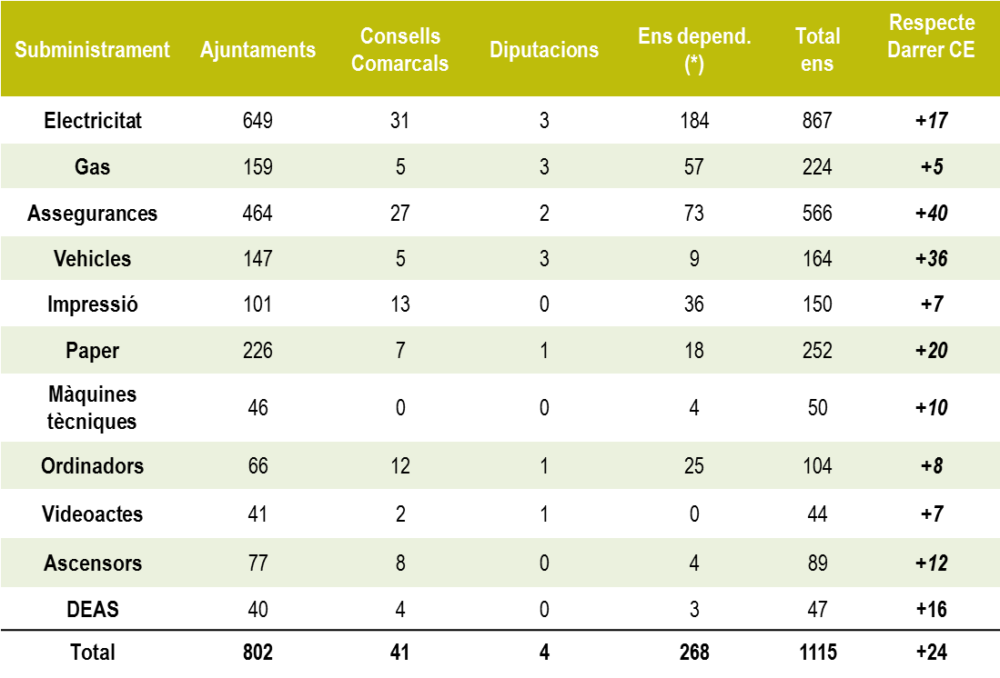 Subministrament Ajuntaments Consells Comarcals Diputacions Ens depend. (*) Total ens Respecte Darrer CE
Electricitat 649 31 3 184 867 +17
Gas 159 5 3 57 224 +5
Assegurances 464 27 2 73 566 +40
Vehicles 147 5 3 9 164 +36
Impressió 101 13 0 36 150 +7
Paper 226 7 1 18 252 +20
Màquines tècniques 46 0 0 4 50 +10
Ordinadors 66 12 1 25 104 +8
Videoactes 41 2 1 0 44 +7
Ascensors 77 8 0 4 89 +12
DEAS 40 4 0 3 47 +16
Total 802 41 4 268 1115 +24